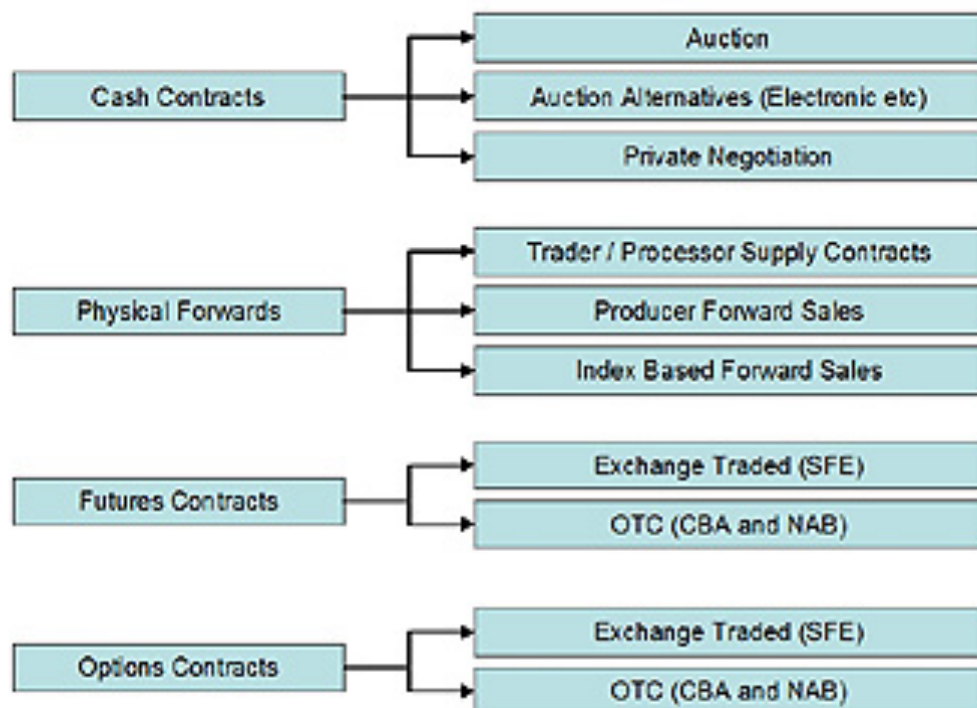 Cash Contracts
Auction
Auction Alternatives (Electronic etc)
Private Negotiation
Physical Forwards
Trader / Processor Supply Contracts
Producer Forward Sales
Index Based Forward Sales
Futures Contracts
Exchange Traded (SFE)
OTC (CBA and NAB)
Options Contracts
Exchange Traded (SFE)
OTC (CBA and NAB)